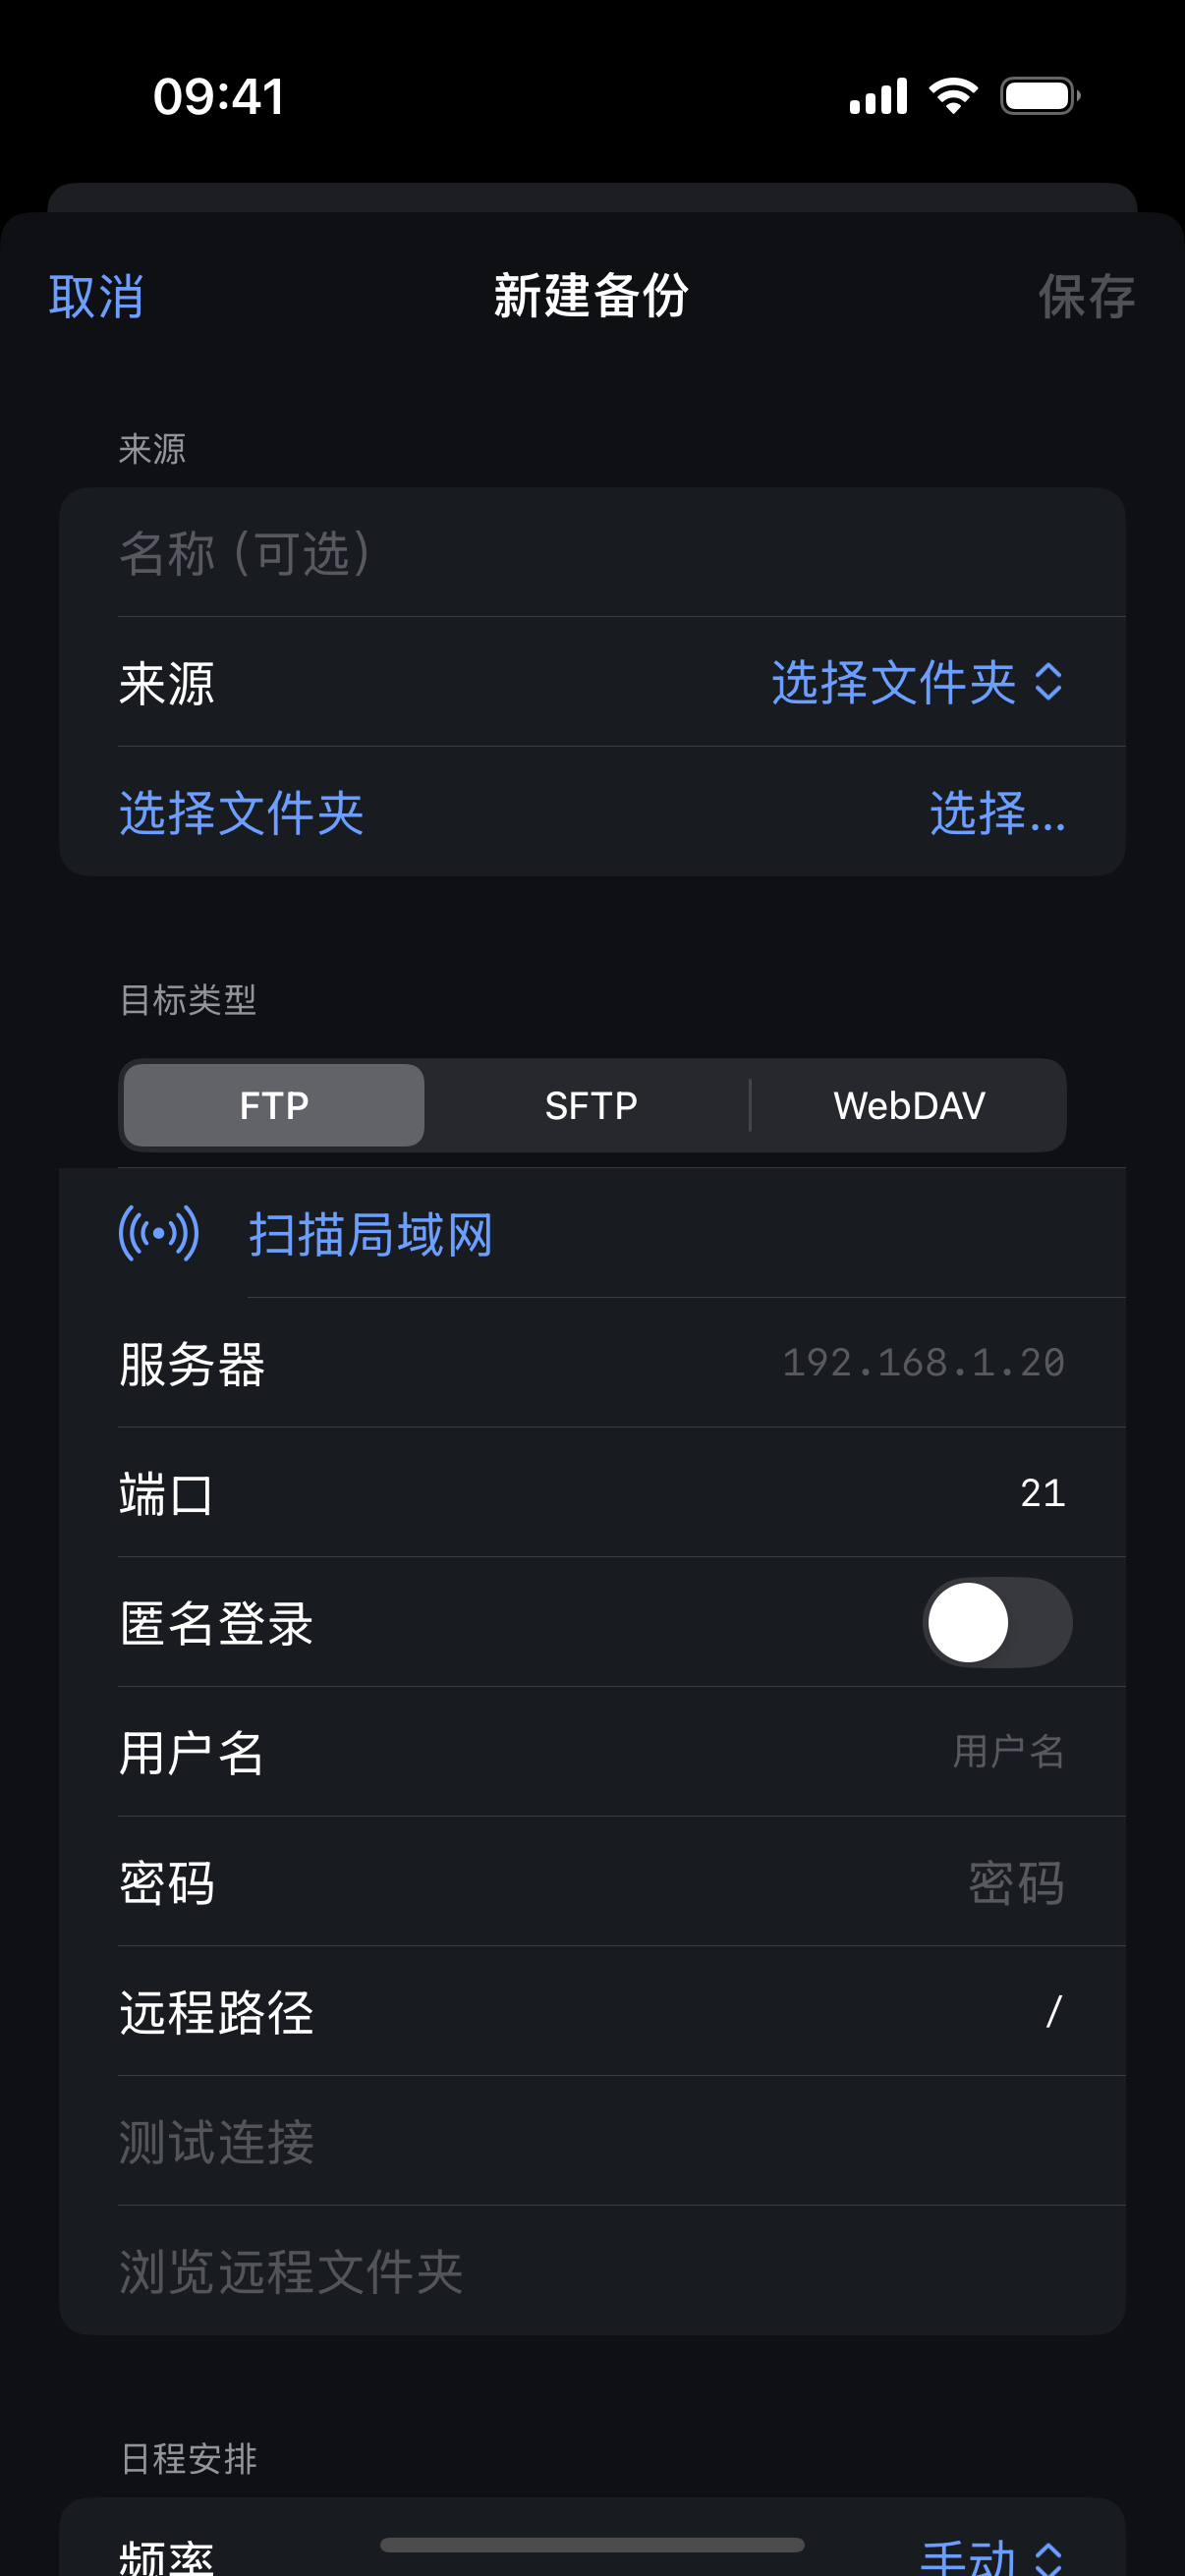 09:41
取消 新建备份 保存
来源
名称（可选）
来源 选择文件夹
选择文件夹 选择...
目标类型
FTP SFTP WebDAV
扫描局域网
服务器 192.168.1.20
端口 21
匿名登录
用户名 用户名
密码 密码
远程路径 /
测试连接
浏览远程文件夹
日程安排
频率 手动